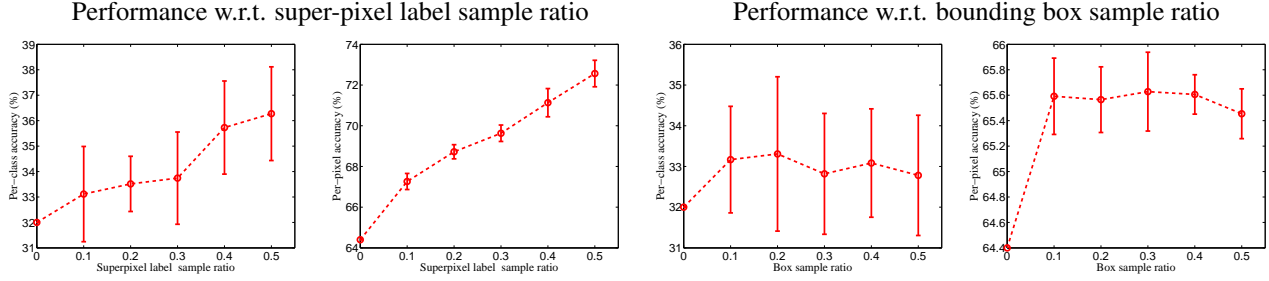 Performance w.r.t. super-pixel label sample ratio
Performance w.r.t. bounding box sample ratio
39
38
37
36
35
34
33
32
31
Per−class accuracy (%)
0 0.1 0.2 0.3 0.4 0.5
Superpixel label sample ratio
74
72
70
68
66
64
Per−pixel accuracy (%)
0 0.1 0.2 0.3 0.4 0.5
Superpixel label sample ratio
36
35
34
33
32
31
Per−class accuracy (%)
0 0.1 0.2 0.3 0.4 0.5
Box sample ratio
66
65.8
65.6
65.4
65.2
65
64.8
64.6
64.4
Per−pixel accuracy (%)
0 0.1 0.2 0.3 0.4 0.5
Box sample ratio